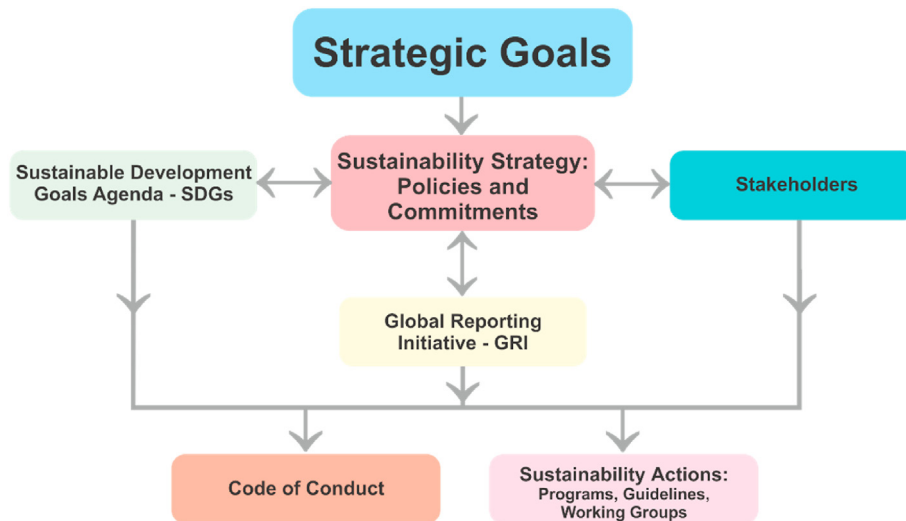 Strategic Goals
Sustainable Development
Goals Agenda - SDGs
Sustainability Strategy:
Policies and
Commitments
Stakeholders
Global Reporting
Initiative - GRI
Code of Conduct
Sustainability Actions:
Programs, Guidelines,
Working Groups